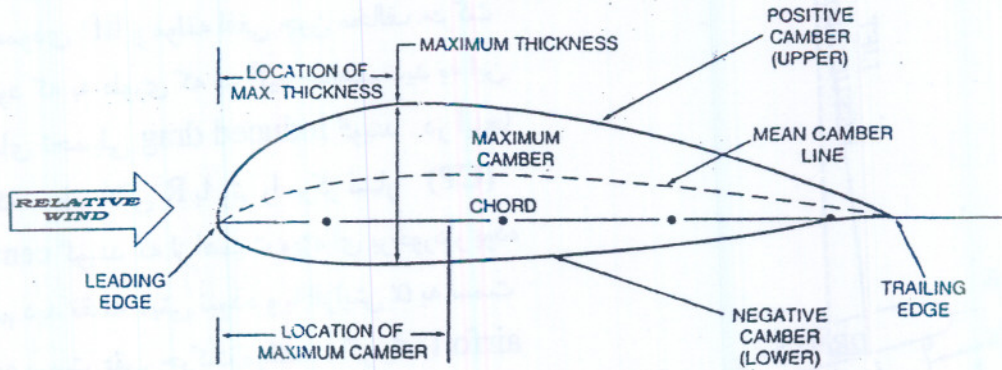 POSITIVE
CAMBER
(UPPER)
MAXIMUM THICKNESS
LOCATION OF
MAX. THICKNESS
MAXIMUM
CAMBER
MEAN CAMBER
LINE
RELATIVE
WIND
CHORD
LEADING
EDGE
TRAILING
EDGE
LOCATION OF
MAXIMUM CAMBER
NEGATIVE
CAMBER
(LOWER)